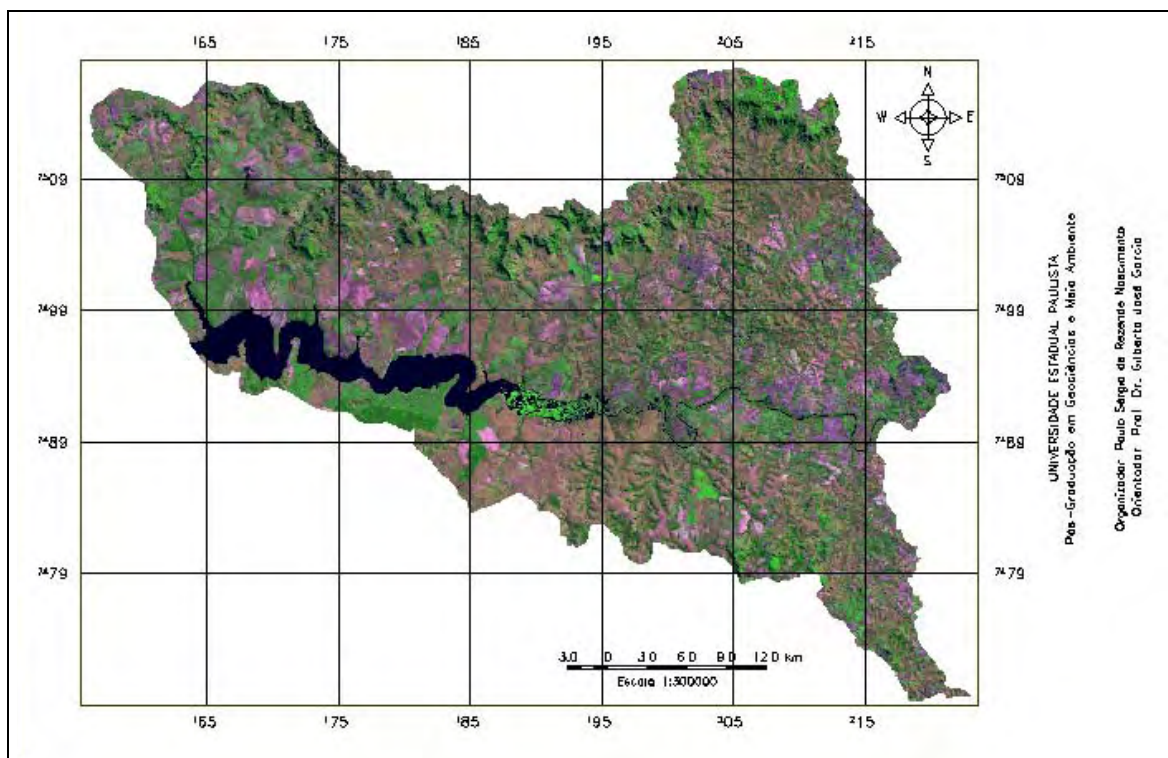 165 175 185 195 205 215
N
W E
S
7509 7509
7499 7499
7489 7489
7479 7479
3.0 0 3.0 6.0 9.0 12.0 km
Escala 1:300000
165 175 185 195 205 215
UNIVERSIDADE ESTADUAL PAULISTA
Pós-Graduação em Geociências e Meio Ambiente
Organizador Paulo Sérgio de Rezende Nascimento
Orientador Prof. Dr. Gilberto José Garcia